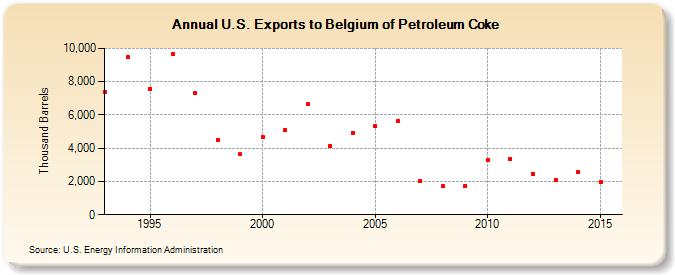 Annual U.S. Exports to Belgium of Petroleum Coke
Thousand Barrels
10,000
8,000
6,000
4,000
2,000
0
1995 2000 2005 2010 2015
Source: U.S. Energy Information Administration